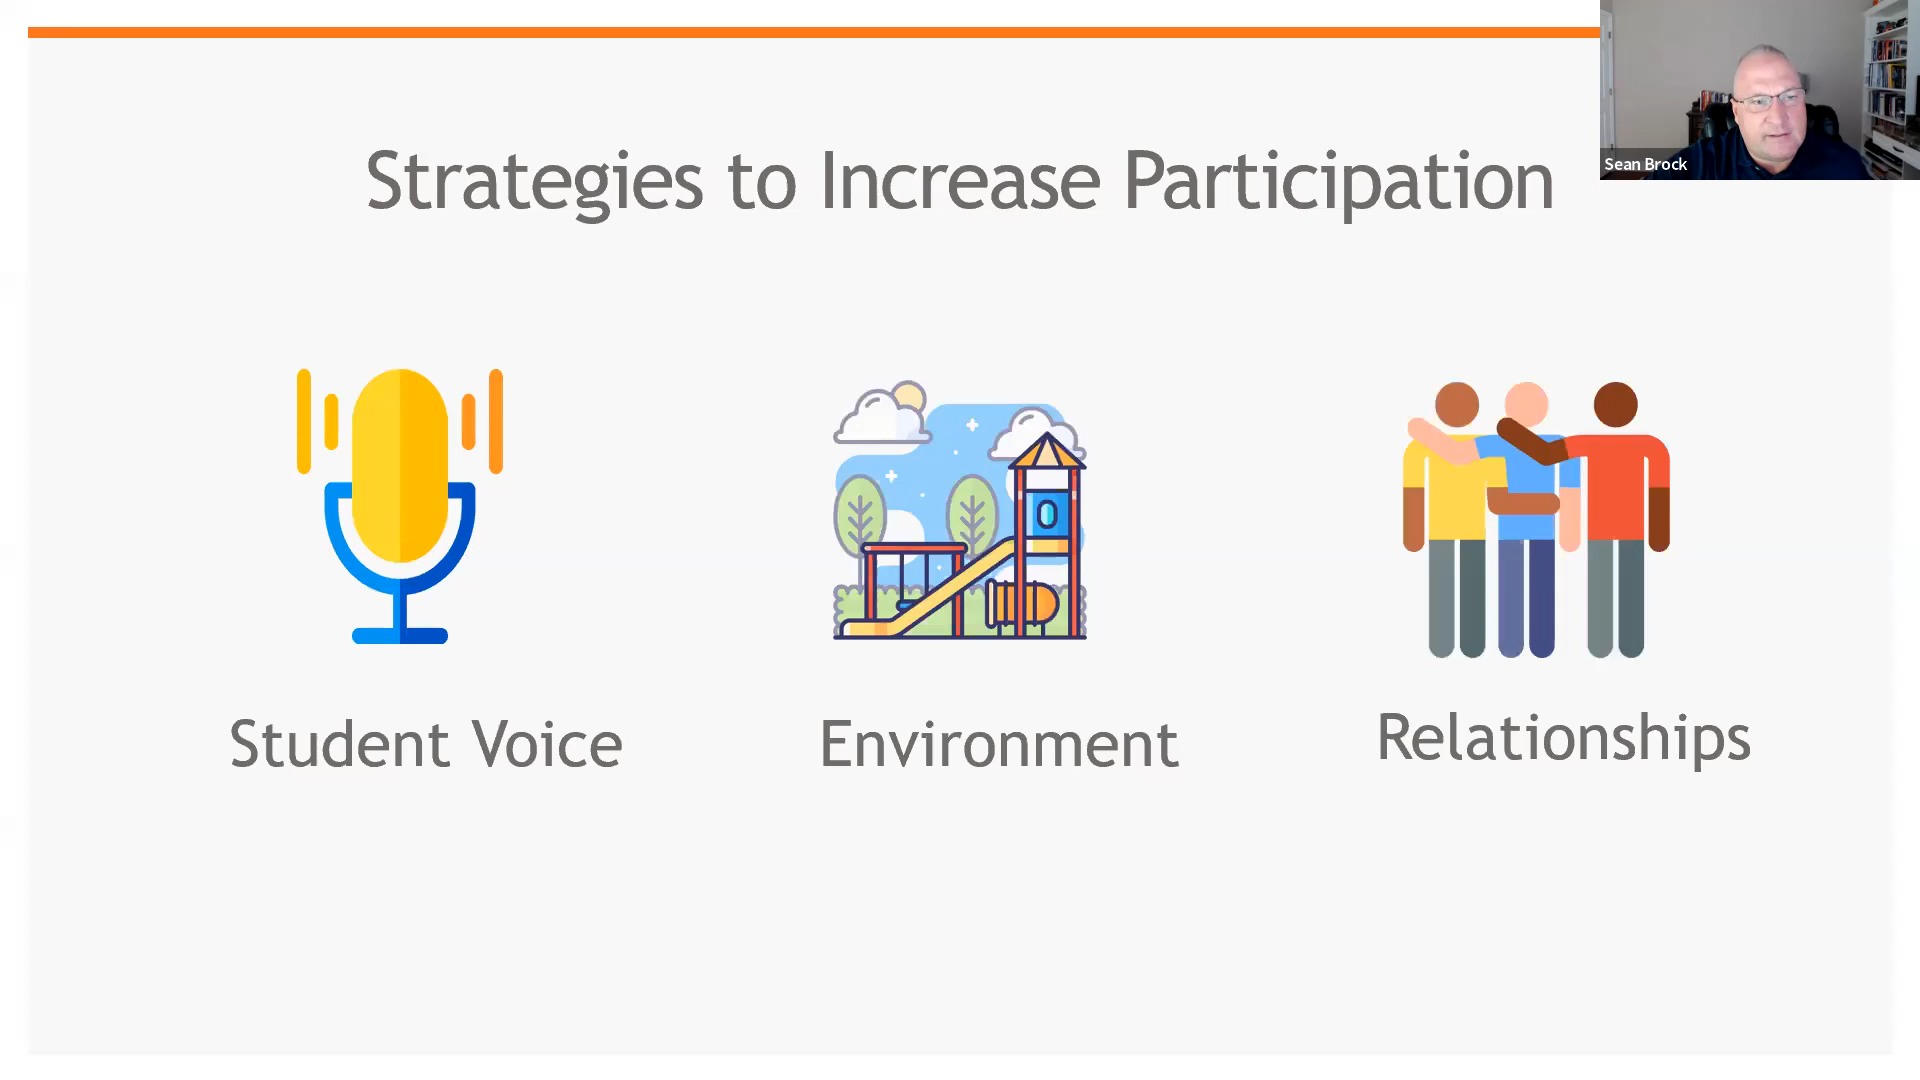 Strategies to Increase Participation
Sean Brock
Student Voice
Environment
Relationships